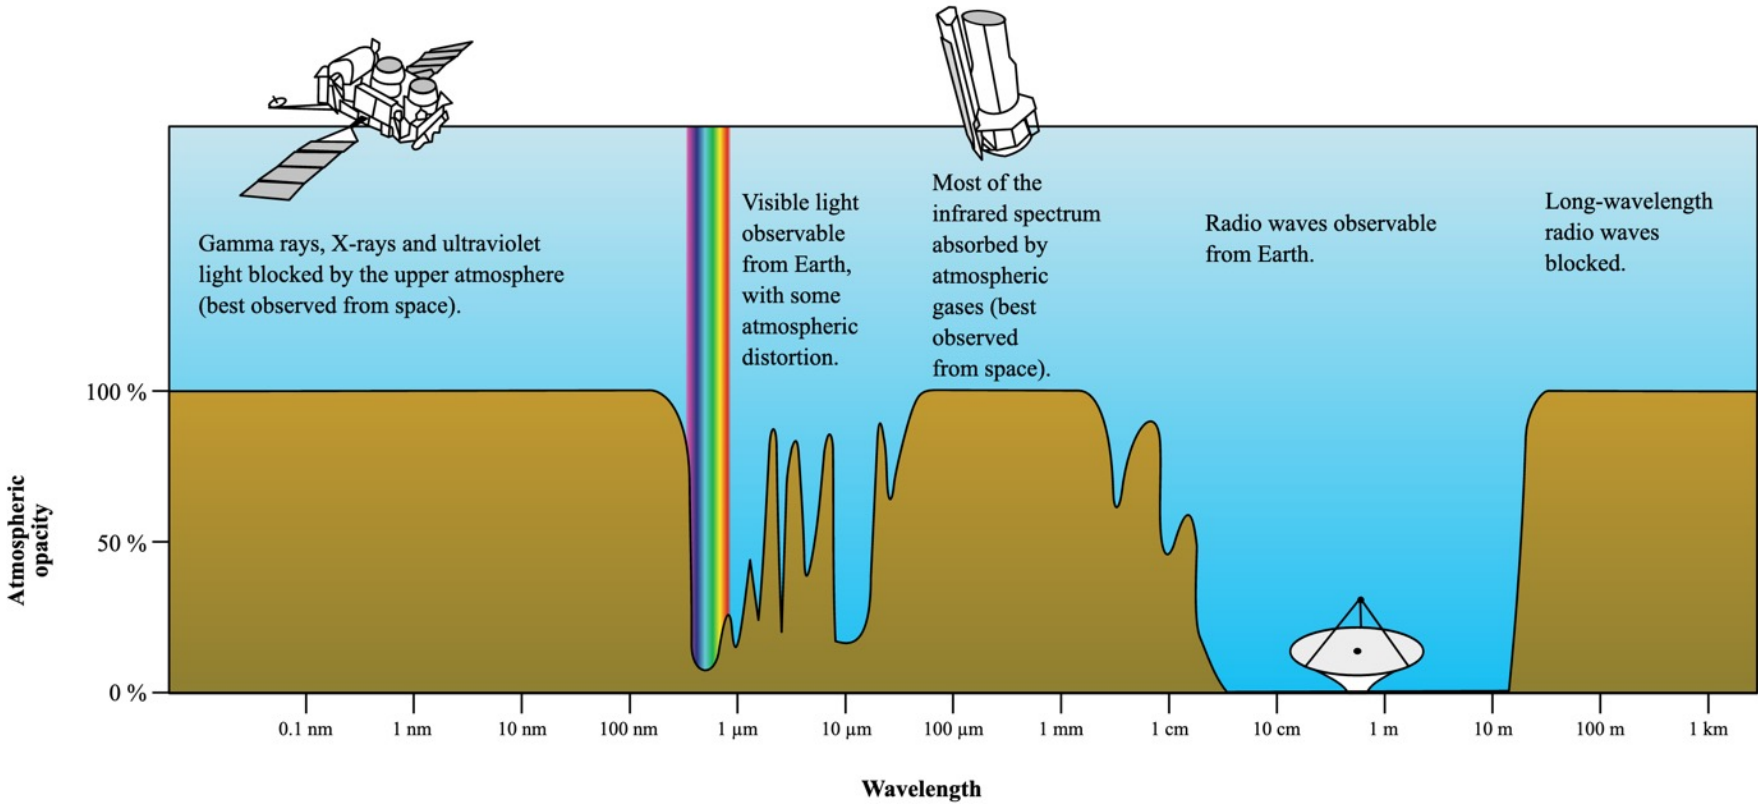 Gamma rays, X-rays and ultraviolet
light blocked by the upper atmosphere
(best observed from space).
Visible light
observable
from Earth,
with some
atmospheric
distortion.
Most of the
infrared spectrum
absorbed by
atmospheric
gases (best
observed
from space).
Radio waves observable
from Earth.
Long-wavelength
radio waves
blocked.
Atmospheric
opacity
100 %
50 %
0 %
0.1 nm
1 nm
10 nm
100 nm
1 µm
10 µm
100 µm
1 mm
1 cm
10 cm
1 m
10 m
100 m
1 km
Wavelength